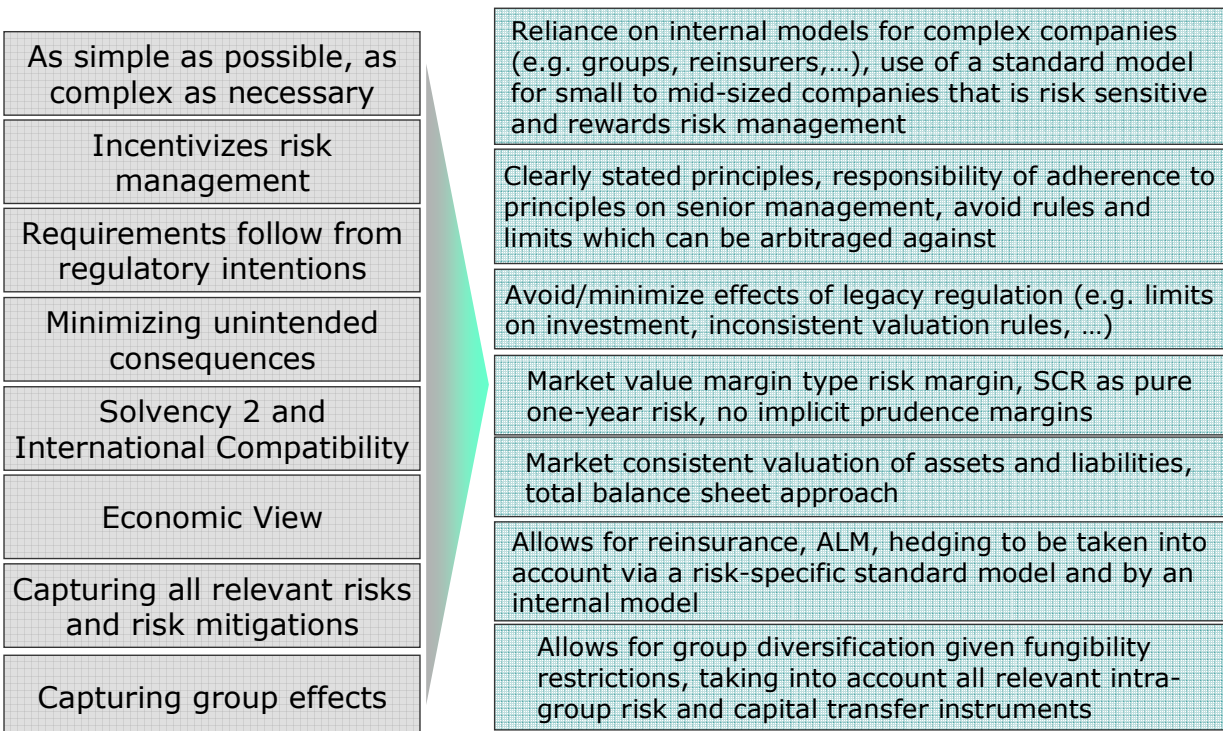 As simple as possible, as
complex as necessary
Incentivizes risk
management
Requirements follow from
regulatory intentions
Minimizing unintended
consequences
Solvency 2 and
International Compatibility
Economic View
Capturing all relevant risks
and risk mitigations
Capturing group effects
Reliance on internal models for complex companies
(e.g. groups, reinsurers,...), use of a standard model
for small to mid-sized companies that is risk sensitive
and rewards risk management
Clearly stated principles, responsibility of adherence to
principles on senior management, avoid rules and
limits which can be arbitraged against
Avoid/minimize effects of legacy regulation (e.g. limits
on investment, inconsistent valuation rules, ...)
Market value margin type risk margin, SCR as pure
one-year risk, no implicit prudence margins
Market consistent valuation of assets and liabilities,
total balance sheet approach
Allows for reinsurance, ALM, hedging to be taken into
account via a risk-specific standard model and by an
internal model
Allows for group diversification given fungibility
restrictions, taking into account all relevant intra-
group risk and capital transfer instruments